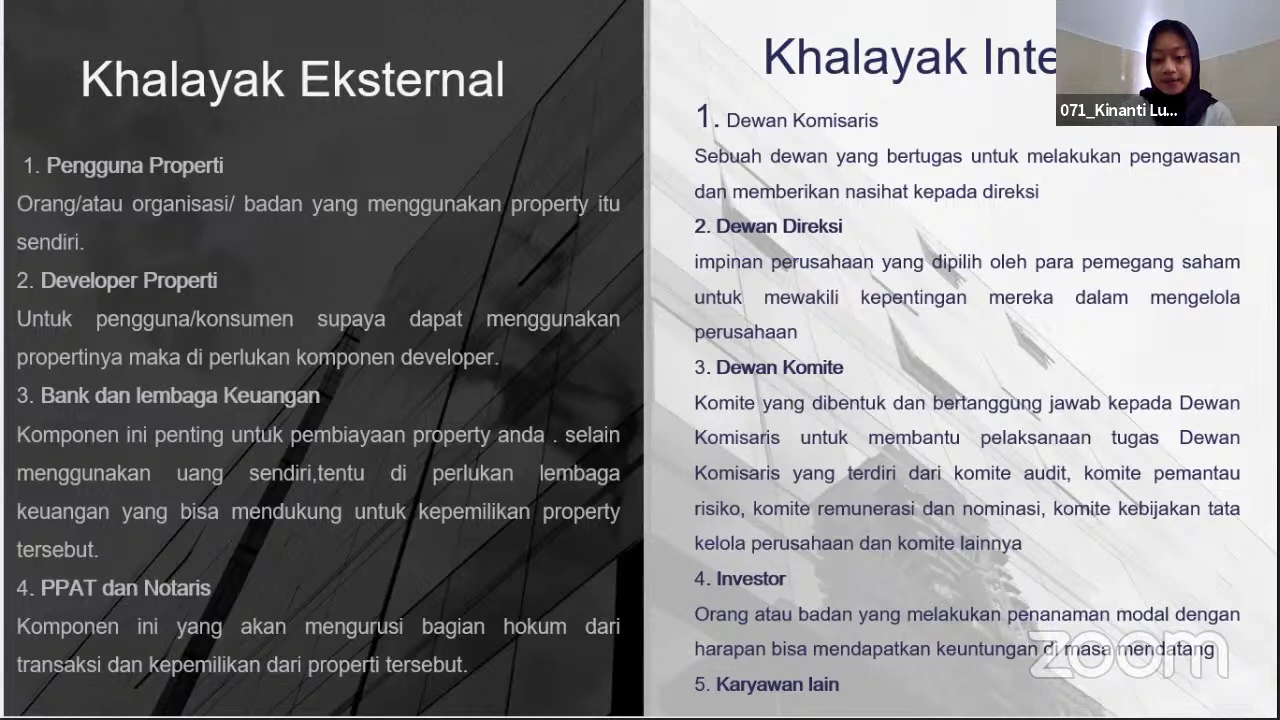 Khalayak Eksternal
1. Pengguna Properti
Orang/atau organisasi/ badan yang menggunakan property itu
sendiri.
2. Developer Properti
Untuk pengguna/konsumen supaya dapat menggunakan
propertinya maka di perlukan komponen developer.
3. Bank dan lembaga Keuangan
Komponen ini penting untuk pembiayaan property anda . selain
menggunakan uang sendiri,tentu di perlukan lembaga
keuangan yang bisa mendukung untuk kepemilikan property
tersebut.
4. PPAT dan Notaris
Komponen ini yang akan mengurusi bagian hokum dari
transaksi dan kepemilikan dari properti tersebut.
Khalayak Inte
1. Dewan Komisaris
Sebuah dewan yang bertugas untuk melakukan pengawasan
dan memberikan nasihat kepada direksi
2. Dewan Direksi
impinan perusahaan yang dipilih oleh para pemegang saham
untuk mewakili kepentingan mereka dalam mengelola
perusahaan
3. Dewan Komite
Komite yang dibentuk dan bertanggung jawab kepada Dewan
Komisaris untuk membantu pelaksanaan tugas Dewan
Komisaris yang terdiri dari komite audit, komite pemantau
risiko, komite remunerasi dan nominasi, komite kebijakan tata
kelola perusahaan dan komite lainnya
4. Investor
Orang atau badan yang melakukan penanaman modal dengan
harapan bisa mendapatkan keuntungan di masa mendatang
5. Karyawan lain
071_Kinanti Lu...
zoom